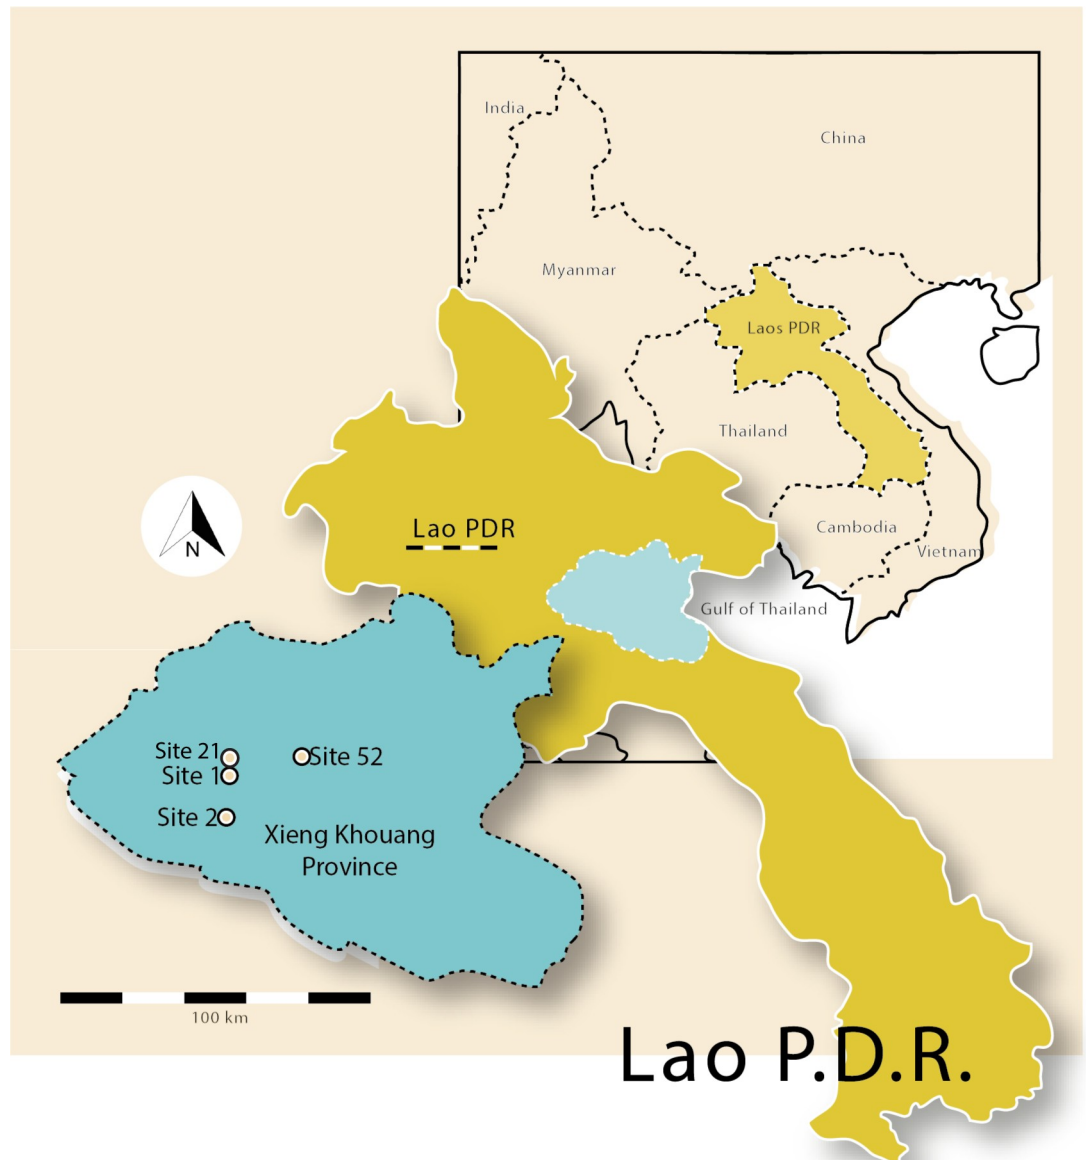 India
China
Myanmar
Laos PDR
Thailand
Lao PDR
Cambodia
Vietnam
N
Gulf of Thailand
Site 21
Site 52
Site 1
Site 2
Xieng Khouang
Province
100 km
Lao P.D.R.